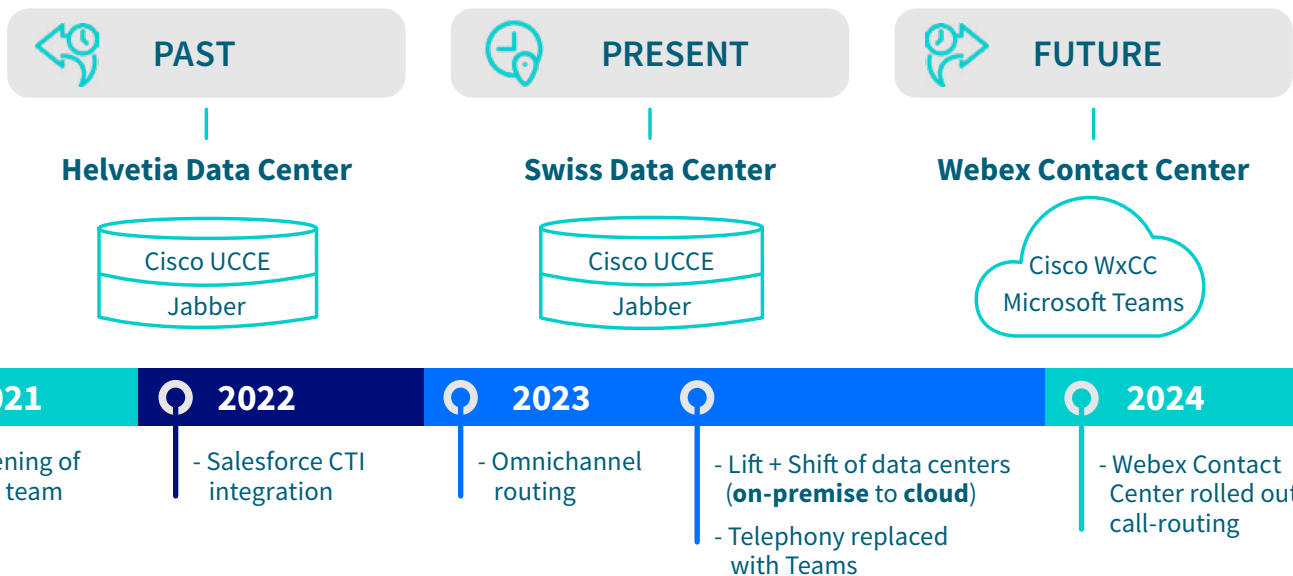 PAST
PRESENT
FUTURE
Helvetia Data Center
Swiss Data Center
Webex Contact Center
Cisco UCCE
Jabber
Cisco UCCE
Jabber
Cisco WxCC
Microsoft Teams
2022
2023
2024
of
team
- Salesforce CTI
integration
- Omnichannel
routing
- Lift + Shift of data centers
(on-premise to cloud)
- Telephony replaced
with Teams
- Webex Contact
Center rolled
call-routing